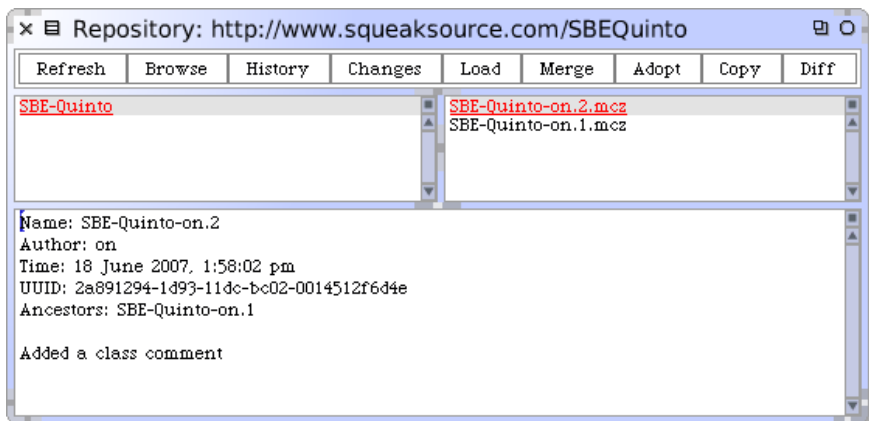 Repository: http://www.squeaksource.com/SBEQuinto
Refresh Browse History Changes Load Merge Adopt Copy Diff
SBE-Quinto
SBE-Quinto-on.2.mcz
SBE-Quinto-on.1.mcz
Name: SBE-Quinto-on.2
Author: on
Time: 18 June 2007, 1:58:02 pm
UUID: 2a891294-1d93-11dc-bc02-0014512f6d4e
Ancestors: SBE-Quinto-on.1
Added a class comment